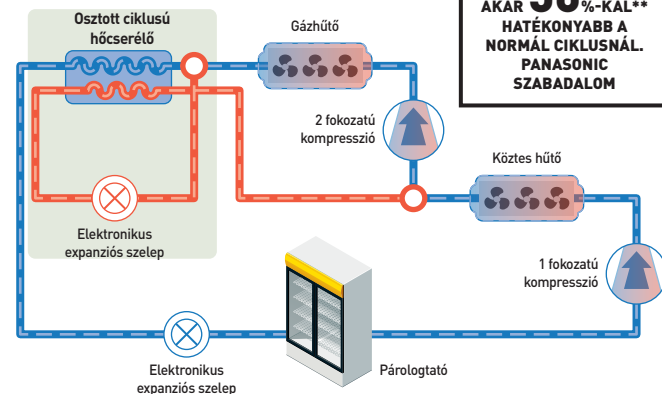 Osztott ciklusú
hőcserélő
Gázhűtő
AKAR %-KAL**
HATÉKONYABB A
NORMÁL CIKLUSNÁL.
PANASONIC
SZABADALOM
2 fokozatú
kompresszió
Köztes hűtő
Elektronikus
expanziós szelep
1 fokozatú
kompresszió
Elektronikus
expanziós szelep
Párologtató